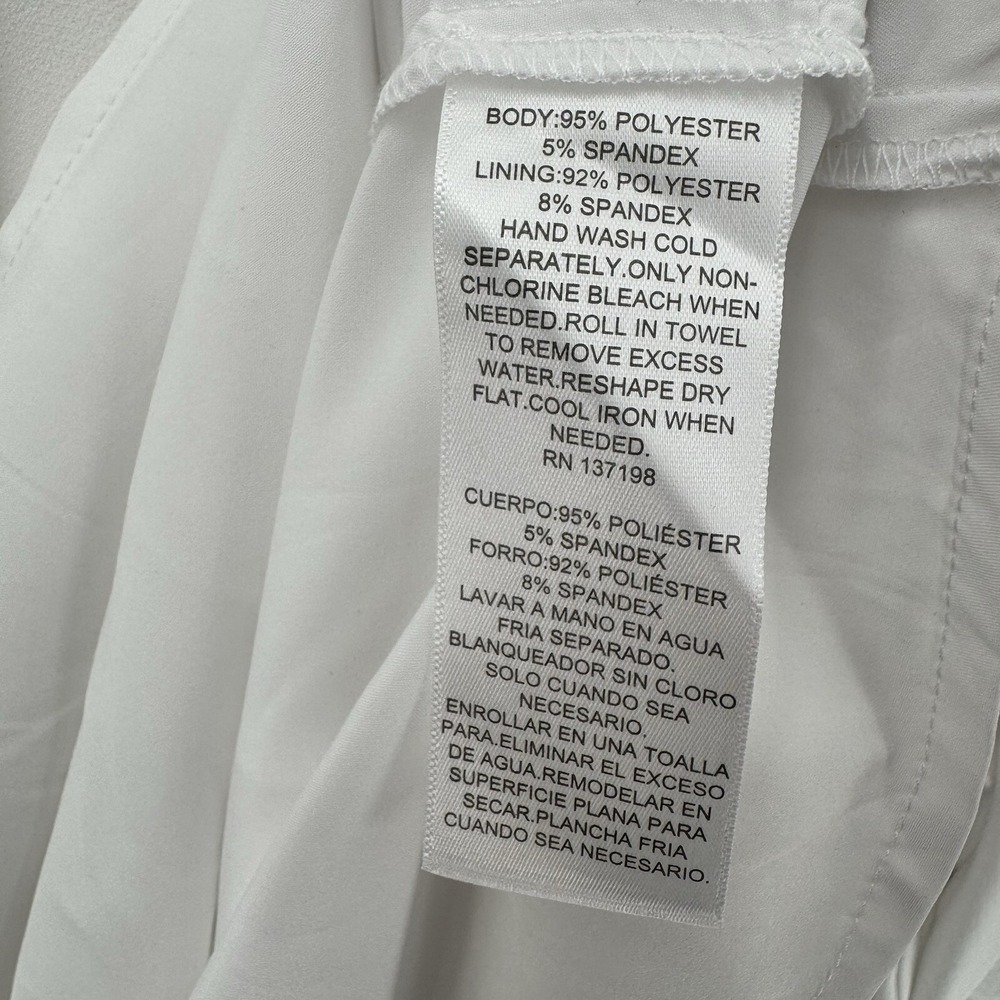 BODY:95% POLYESTER
5% SPANDEX
LINING:92% POLYESTER
8% SPANDEX
HAND WASH COLD
SEPARATELY.ONLY NON-
CHLORINE BLEACH WHEN
NEEDED.ROLL IN TOWEL
TO REMOVE EXCESS
WATER.RESHAPE DRY
FLAT.COOL IRON WHEN
NEEDED.
RN 137198
CUERPO:95% POLIÉSTER
5% SPANDEX
FORRO:92% POLIÉSTER
8% SPANDEX
LAVAR A MANO EN AGUA
FRIA SEPARADO.
BLANQUEADOR SIN CLORO
SOLO CUANDO SEA
NECESARIO.
ENROLLAR EN UNA TOALLA
PARA.ELIMINAR EL EXCESO
DE AGUA.REMODELAR EN
SUPERFICIE PLANA PARA
SECAR.PLANCHA FRIA
CUANDO SEA NECESARIO.